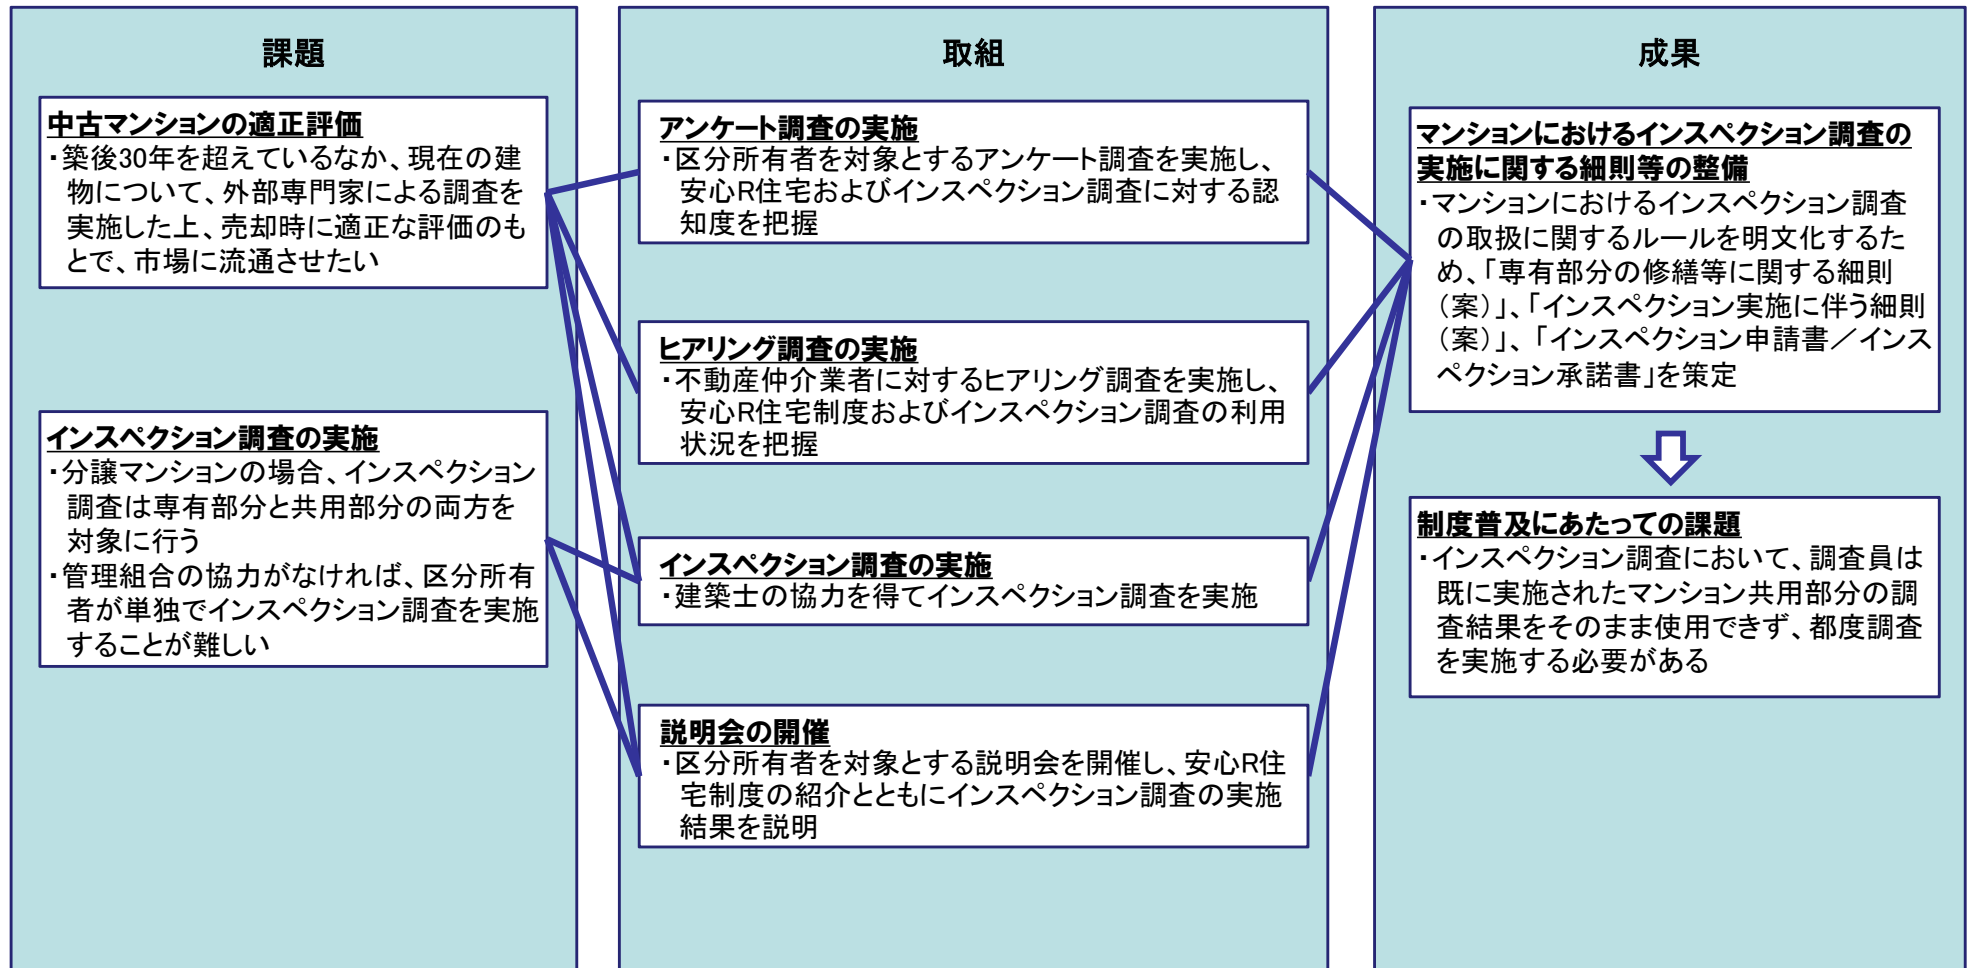 課題
中古マンションの適正評価
・築後30年を超えているなか、現在の建
物について、外部専門家による調査を
実施した上、売却時に適正な評価のも
とで、市場に流通させたい
インスペクション調査の実施
・分譲マンションの場合、インスペクション
調査は専有部分と共用部分の両方を
対象に行う
・管理組合の協力がなければ、区分所有
者が単独でインスペクション調査を実施
することが難しい
取組
アンケート調査の実施
・区分所有者を対象とするアンケート調査を実施し、
安心R住宅およびインスペクション調査に対する認
知度を把握
ヒアリング調査の実施
・不動産仲介業者に対するヒアリング調査を実施し、
安心R住宅制度およびインスペクション調査の利用
状況を把握
インスペクション調査の実施
・建築士の協力を得てインスペクション調査を実施
説明会の開催
・区分所有者を対象とする説明会を開催し、安心R住
宅制度の紹介とともにインスペクション調査の実施
結果を説明
成果
マンションにおけるインスペクション調査の
実施に関する細則等の整備
・マンションにおけるインスペクション調査
の取扱に関するルールを明文化するた
め、「専有部分の修繕等に関する細則
（案）」、「インスペクション実施に伴う細則
（案）」、「インスペクション申請書／インス
ペクション承諾書」を策定
制度普及にあたっての課題
・インスペクション調査において、調査員は
既に実施されたマンション共用部分の調
査結果をそのまま使用できず、都度調査
を実施する必要がある